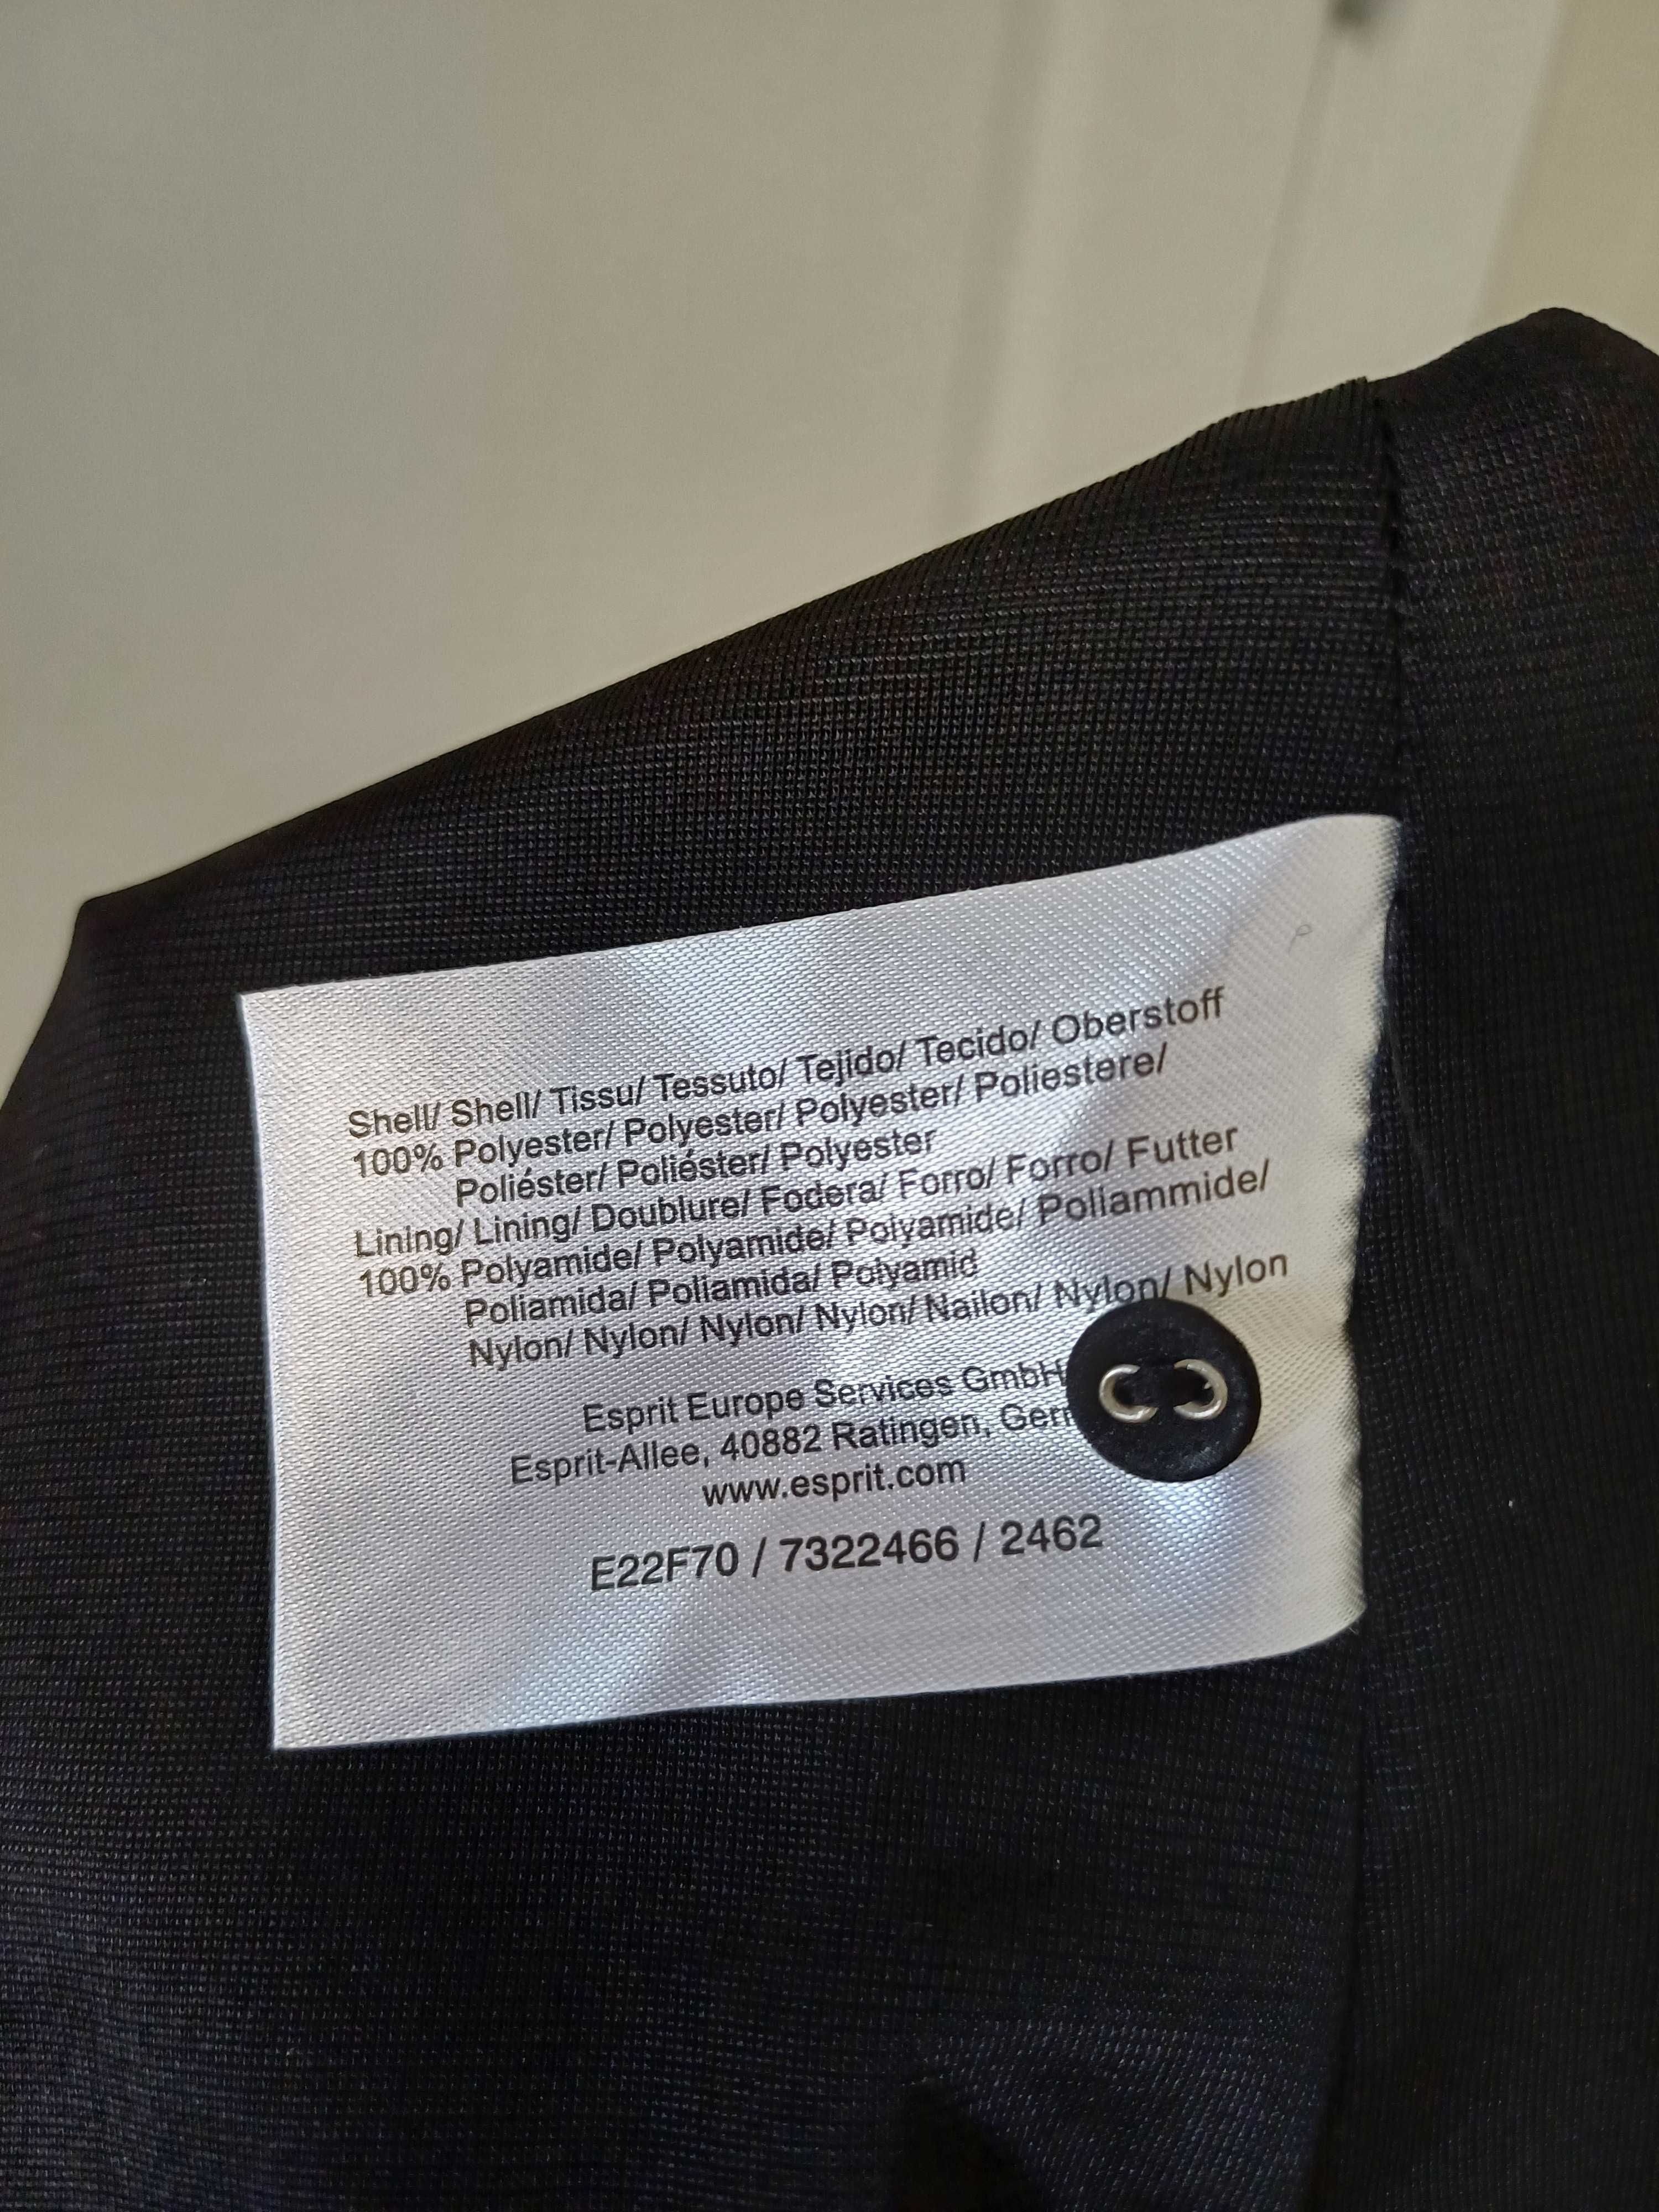 Shell/ Shell/ Tissu/ Tessuto/ Tejido/ Tecido/ Oberstoff
100% Polyester/ Polyester/ Polyester/ Poliestere/
Poliéster/ Poliéster/ Polyester
Lining/ Lining/ Doublure/ Fodera/ Forro/ Forro/ Futter
100% Polyamide/ Polyamide/ Polyamide/ Poliammide/
Poliamida/ Poliamida/ Polyamid
Nylon/ Nylon/ Nylon/ Nylon/ Nailon/ Nylon/ Nylon
Esprit Europe Services GmbH
Esprit-Allee, 40882 Ratingen,
www.esprit.com
E22F70 / 7322466 / 2462